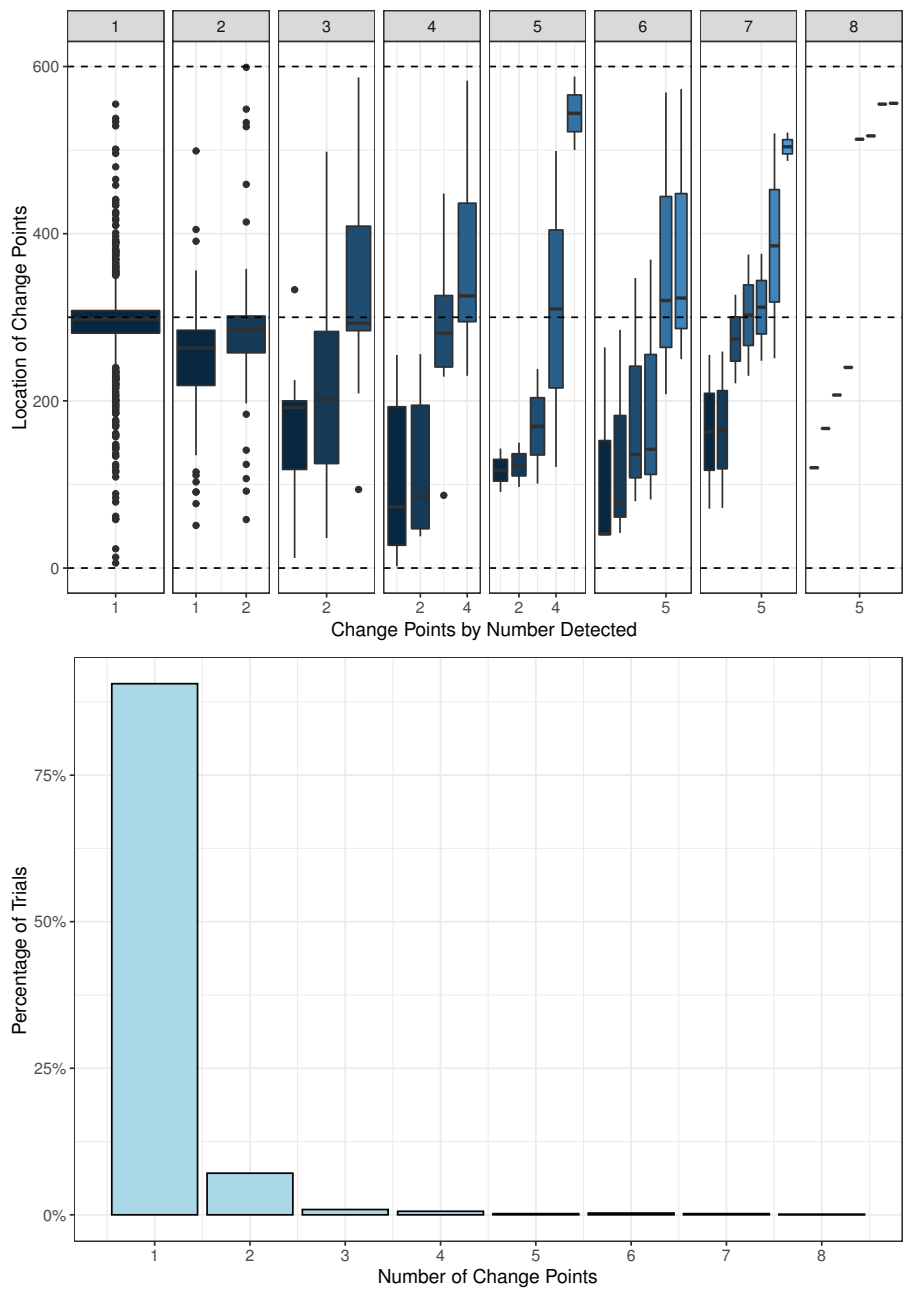 1 2 3 4 5 6 7 8
600
400
300
200
0
1 1 2 2 2 4 2 4 5 5 5
Location of Change Points
Change Points by Number Detected
75%
50%
25%
0%
Percentage of Trials
1 2 3 4 5 6 7 8
Number of Change Points